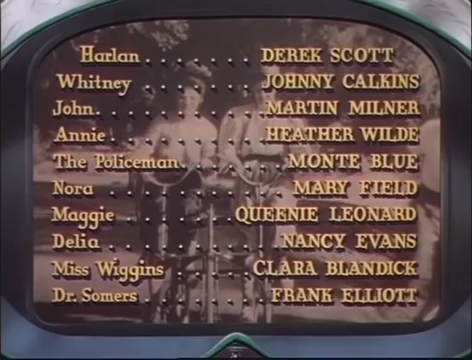 Harlan . . . . . . . . DEREK SCOTT
Whitney . . . . . . . . JOHNNY CALKINS
John . . . . . . . . MARTIN MILNER
Annie . . . . . . . . HEATHER WILDE
The Policeman . . . . . . . . MONTE BLUE
Nora . . . . . . . . MARY FIELD
Maggie . . . . . . . . QUEENIE LEONARD
Delia . . . . . . . . NANCY EVANS
Miss Wiggins . . . . . . . . CLARA BLANDICK
Dr. Somers . . . . . . . . FRANK ELLIOTT